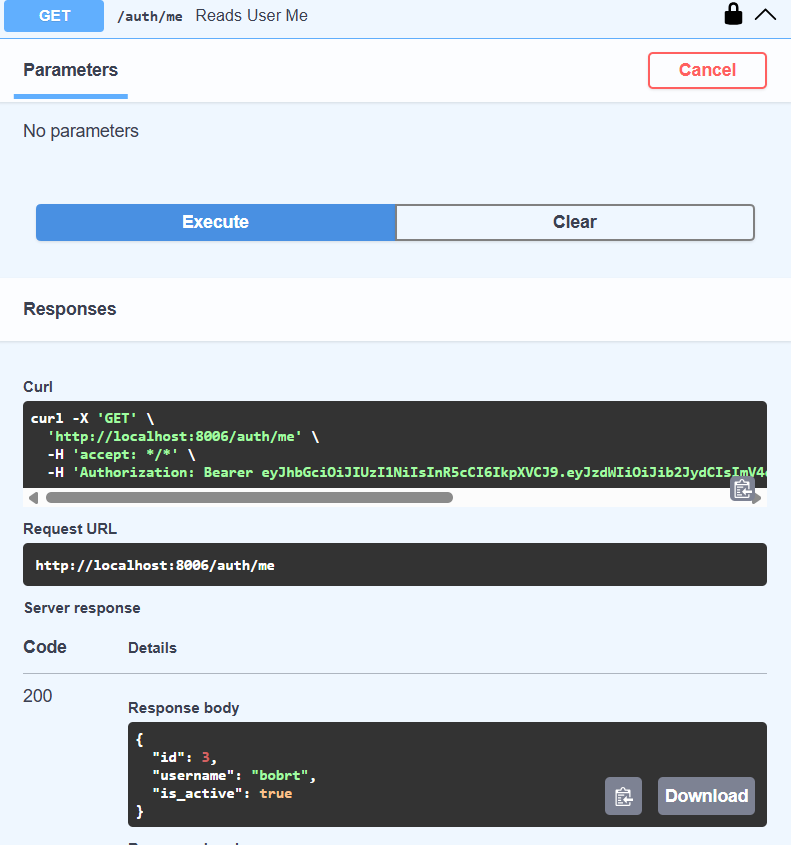 GET /auth/me Reads User Me
Parameters
Cancel
No parameters
Execute
Clear
Responses
Curl
curl -X 'GET' \
'http://localhost:8006/auth/me' \
-H 'accept: */*' \
-H 'Authorization: Bearer eyJhbGciOiJIUzI1NiIsInR5cCI6IkpXVCJ9.eyJzdWIiOiJib2JydCIsImV4
Request URL
http://localhost:8006/auth/me
Server response
Code Details
200
Response body
{
"id": 3,
"username": "bobrt",
"is_active": true
}
Download